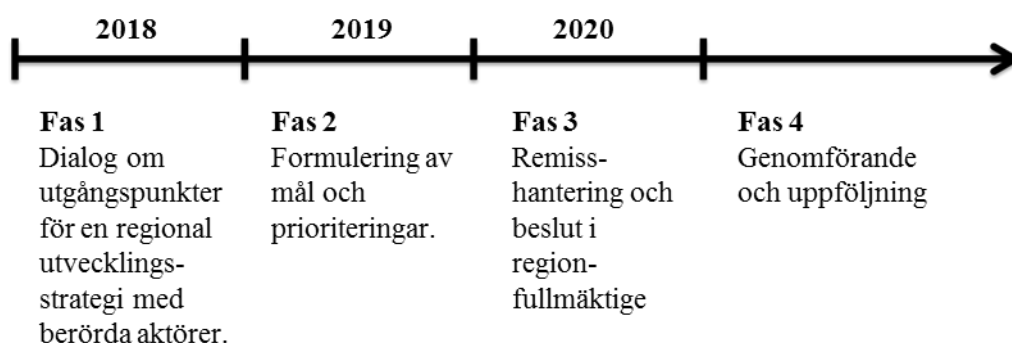 2018
2019
2020
Fas 1
Dialog om
utgångspunkter
för en regional
utvecklings-
strategi med
berörda aktörer.
Fas 2
Formulering av
mål och
prioriteringar.
Fas 3
Remiss-
hantering och
beslut i
region-
fullmäktige
Fas 4
Genomförande
och uppföljning